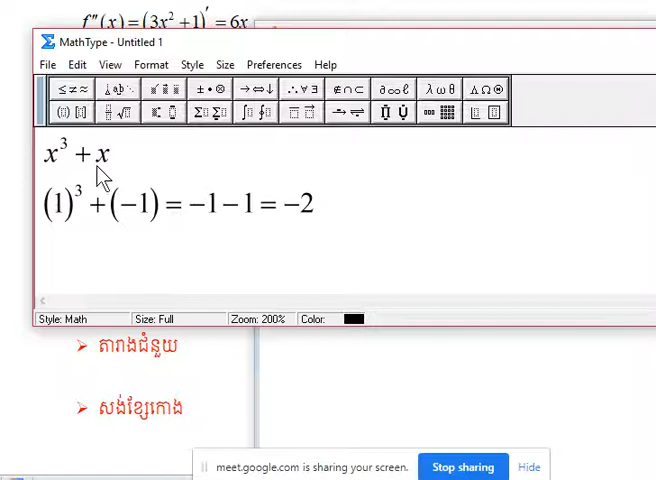 f''(x) = (3x² + 1)' = 6x
MathType - Untitled 1
File Edit View Format Style Size Preferences Help
x³ + x
(1)³ + (−1) = −1 − 1 = −2
Style: Math Size: Full Zoom: 200% Color:
តារាងជំនួយ
សង់ខ្សែកោង
meet.google.com is sharing your screen. Stop sharing Hide